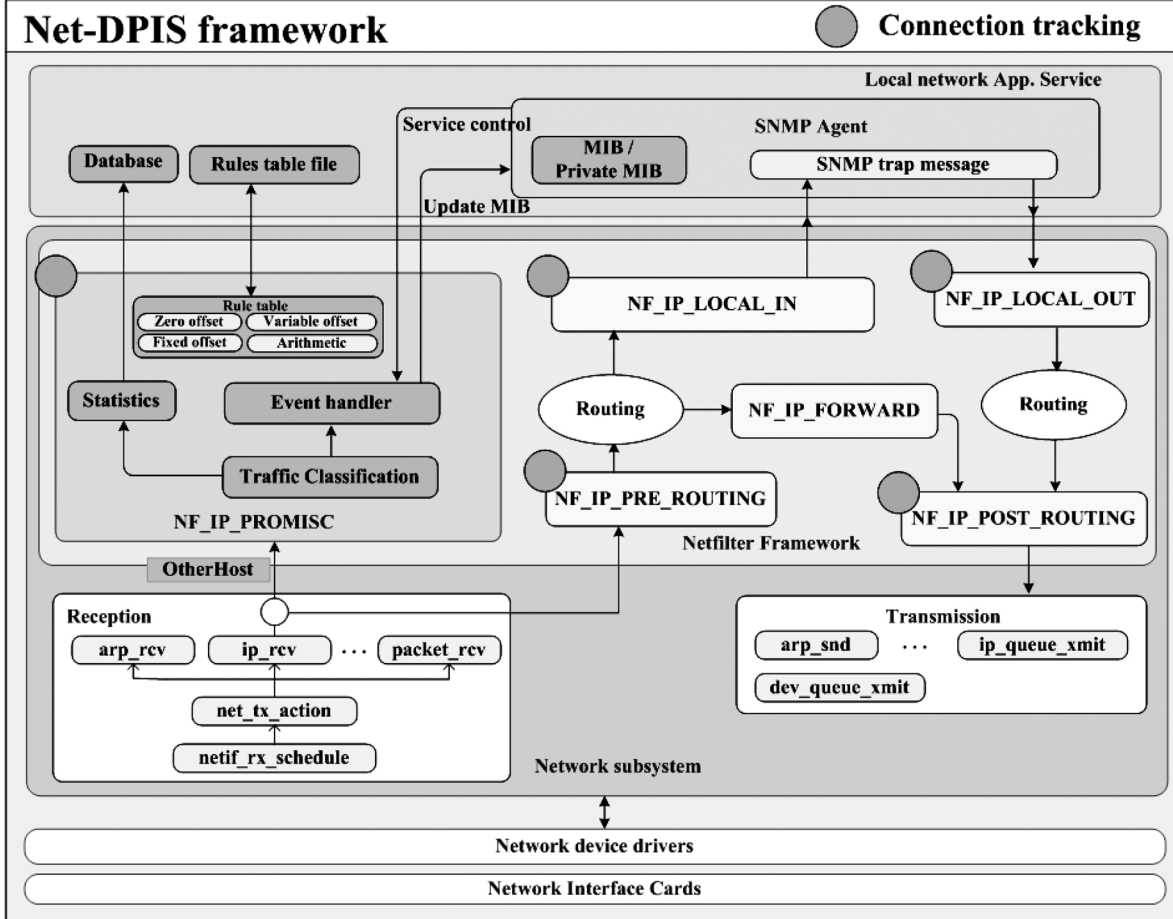 Net-DPIS framework
Connection tracking
Local network App. Service
Service control
SNMP Agent
Database
Rules table file
MIB /
Private MIB
SNMP trap message
Update MIB
Rule table
Zero offset
Variable offset
Fixed offset
Arithmetic
NF_IP_LOCAL_IN
NF_IP_LOCAL_OUT
Statistics
Event handler
Routing
NF_IP_FORWARD
Routing
Traffic Classification
NF_IP_PRE_ROUTING
NF_IP_PROMISC
NF_IP_POST_ROUTING
Netfilter Framework
OtherHost
Reception
arp_rcv
ip_rcv
...
packet_rcv
net_tx_action
netif_rx_schedule
Transmission
arp_snd
...
ip_queue_xmit
dev_queue_xmit
Network subsystem
Network device drivers
Network Interface Cards